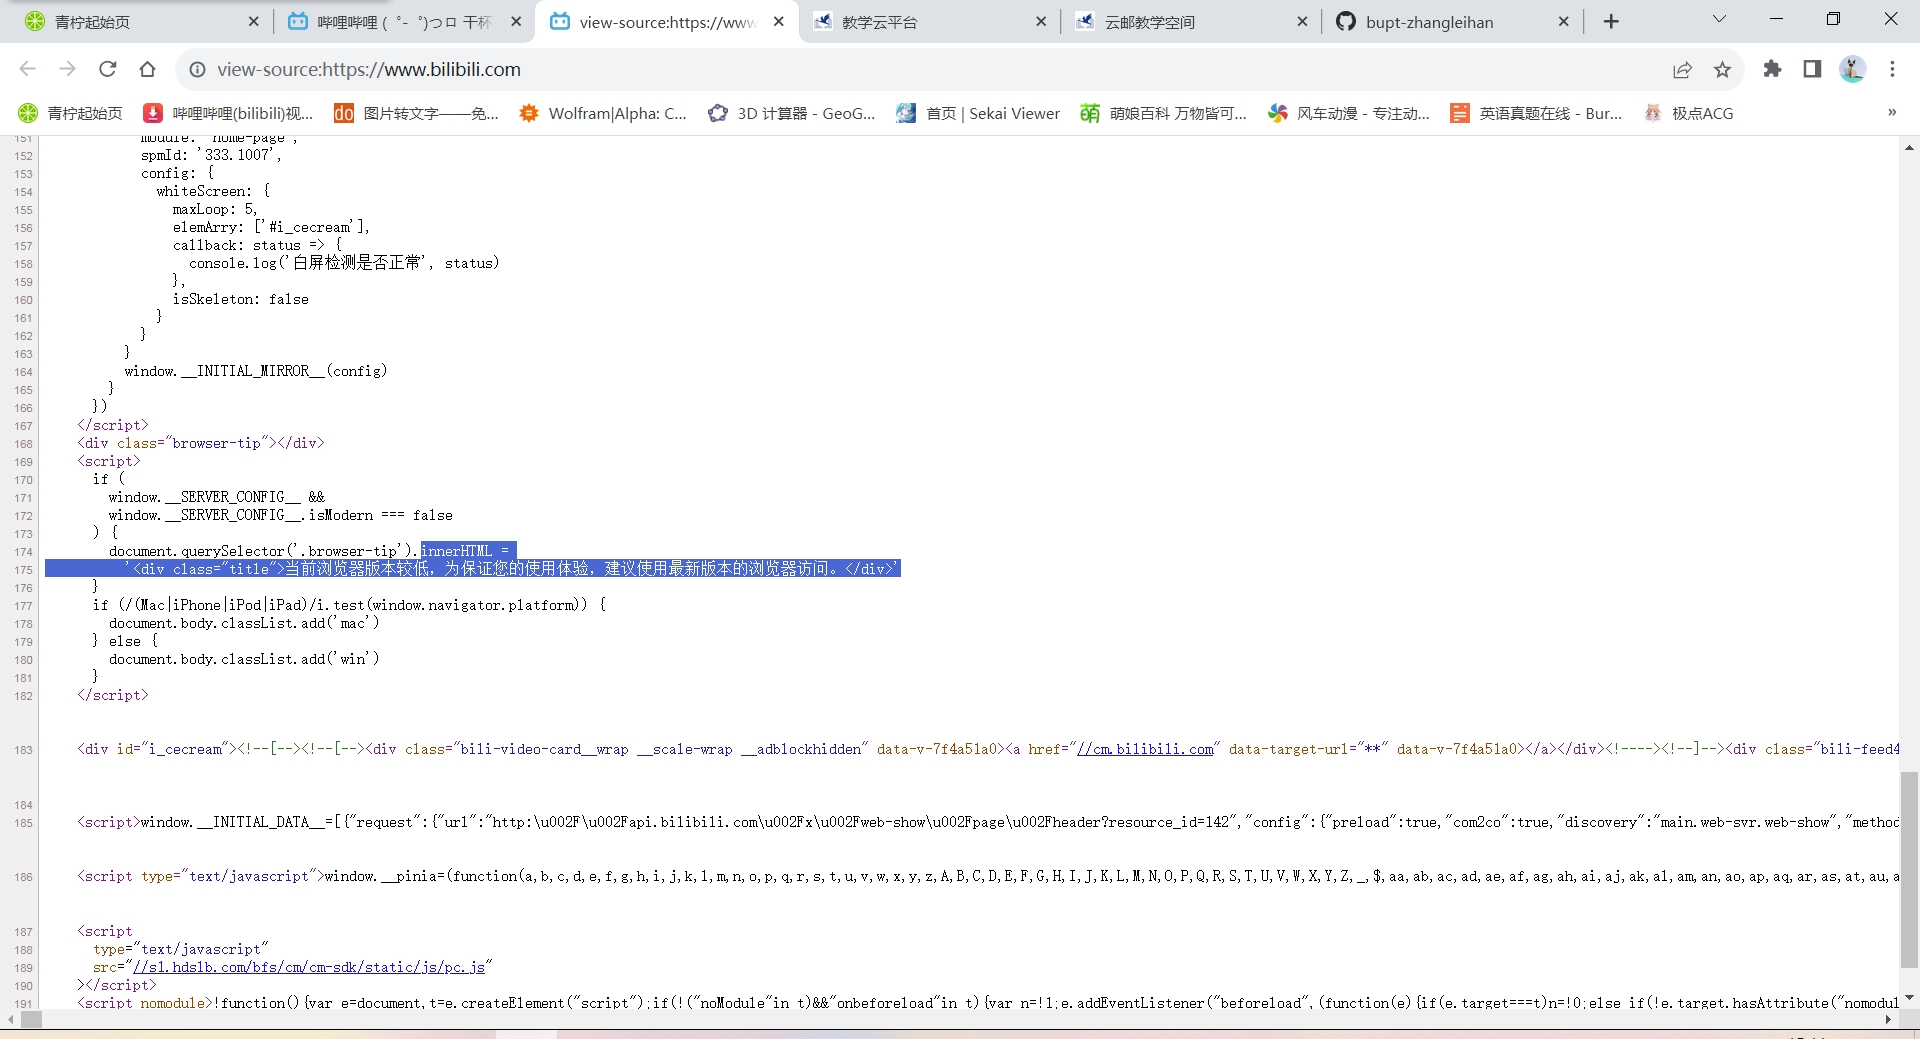 青柠起始页
哔哩哔哩 ( ゜- ゜)つロ 干杯
view-source:https://www
教学云平台
云邮教学空间
bupt-zhangleihan
view-source:https://www.bilibili.com
青柠起始页
哔哩哔哩(bilibili)视...
图片转文字——免...
Wolfram|Alpha: C...
3D 计算器 - GeoG...
首页 | Sekai Viewer
萌娘百科 万物皆可...
风车动漫 - 专注动...
英语真题在线 - Bur...
极点ACG
»
151 module: 'home-page',
152 spmId: '333.1007',
153 config: {
154 whiteScreen: {
155 maxLoop: 5,
156 elemArry: ['#i_cecream'],
157 callback: status => {
158 console.log('白屏检测是否正常', status)
159 },
160 isSkeleton: false
161 }
162 }
163 }
164 window.__INITIAL_MIRROR__(config)
165 }
166 })
167 </script>
168 <div class="browser-tip"></div>
169 <script>
170 if (
171 window.__SERVER_CONFIG__ &&
172 window.__SERVER_CONFIG__.isModern === false
173 ) {
174 document.querySelector('.browser-tip').innerHTML =
175 '<div class="title">当前浏览器版本较低，为保证您的使用体验，建议使用最新版本的浏览器访问。</div>'
176 }
177 if (/(Mac|iPhone|iPod|iPad)/i.test(window.navigator.platform)) {
178 document.body.classList.add('mac')
179 } else {
180 document.body.classList.add('win')
181 }
182 </script>
183 <div id="i_cecream"><!--[--><!--[--><div class="bili-video-card__wrap __scale-wrap __adblockhidden" data-v-7f4a51a0><a href="//cm.bilibili.com" data-target-url="**" data-v-7f4a51a0></a></div><!----><!--]--><div class="bili-feed4
184
185 <script>window.__INITIAL_DATA__=[{"request":{"url":"http:\u002F\u002Fapi.bilibili.com\u002Fx\u002Fweb-show\u002Fpage\u002Fheader?resource_id=142","config":{"preload":true,"com2co":true,"discovery":"main.web-svr.web-show","method
186 <script type="text/javascript">window.__pinia=(function(a,b,c,d,e,f,g,h,i,j,k,l,m,n,o,p,q,r,s,t,u,v,w,x,y,z,A,B,C,D,E,F,G,H,I,J,K,L,M,N,O,P,Q,R,S,T,U,V,W,X,Y,Z,_,$,aa,ab,ac,ad,ae,af,ag,ah,ai,aj,ak,al,am,an,ao,ap,aq,ar,as,at,au,a
187 <script
188 type="text/javascript"
189 src="//s1.hdslb.com/bfs/cm/cm-sdk/static/js/pc.js"
190 ></script>
191 <script nomodule>!function(){var e=document,t=e.createElement("script");if(!("noModule"in t)&&"onbeforeload"in t){var n=!1;e.addEventListener("beforeload",(function(e){if(e.target===t)n=!0;else if(!e.target.hasAttribute("nomodul